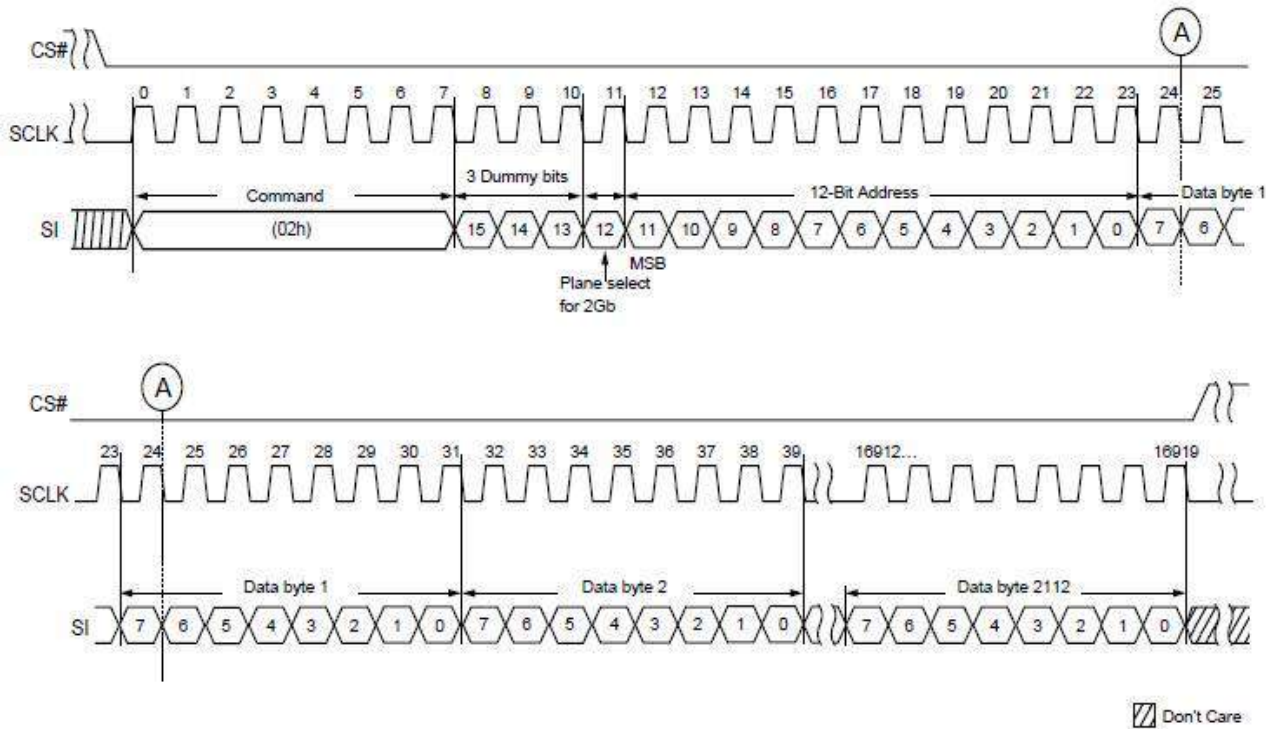 A
CS#
0 1 2 3 4 5 6 7 8 9 10 11 12 13 14 15 16 17 18 19 20 21 22 23 24 25
SCLK
3 Dummy bits
Command 12-Bit Address Data byte 1
SI (02h) 15 14 13 12 11 10 9 8 7 6 5 4 3 2 1 0 7 6
MSB
Plane select
for 2Gb
A
CS#
23 24 25 26 27 28 29 30 31 32 33 34 35 36 37 38 39 16912... 16919
SCLK
Data byte 1 Data byte 2 Data byte 2112
SI 7 6 5 4 3 2 1 0 7 6 5 4 3 2 1 0 7 6 5 4 3 2 1 0
Don't Care